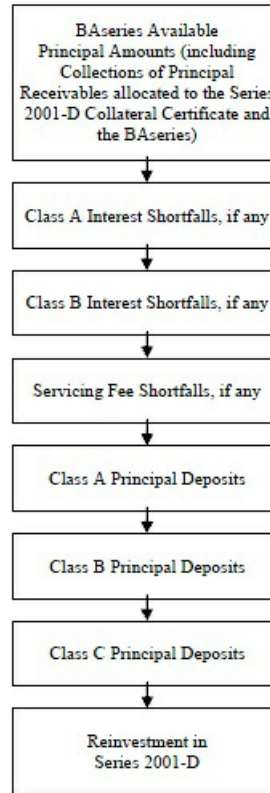 BAseries Available
Principal Amounts (including
Collections of Principal
Receivables allocated to the Series
2001-D Collateral Certificate and
the BAseries)
Class A Interest Shortfalls, if any
Class B Interest Shortfalls, if any
Servicing Fee Shortfalls, if any
Class A Principal Deposits
Class B Principal Deposits
Class C Principal Deposits
Reinvestment in
Series 2001-D